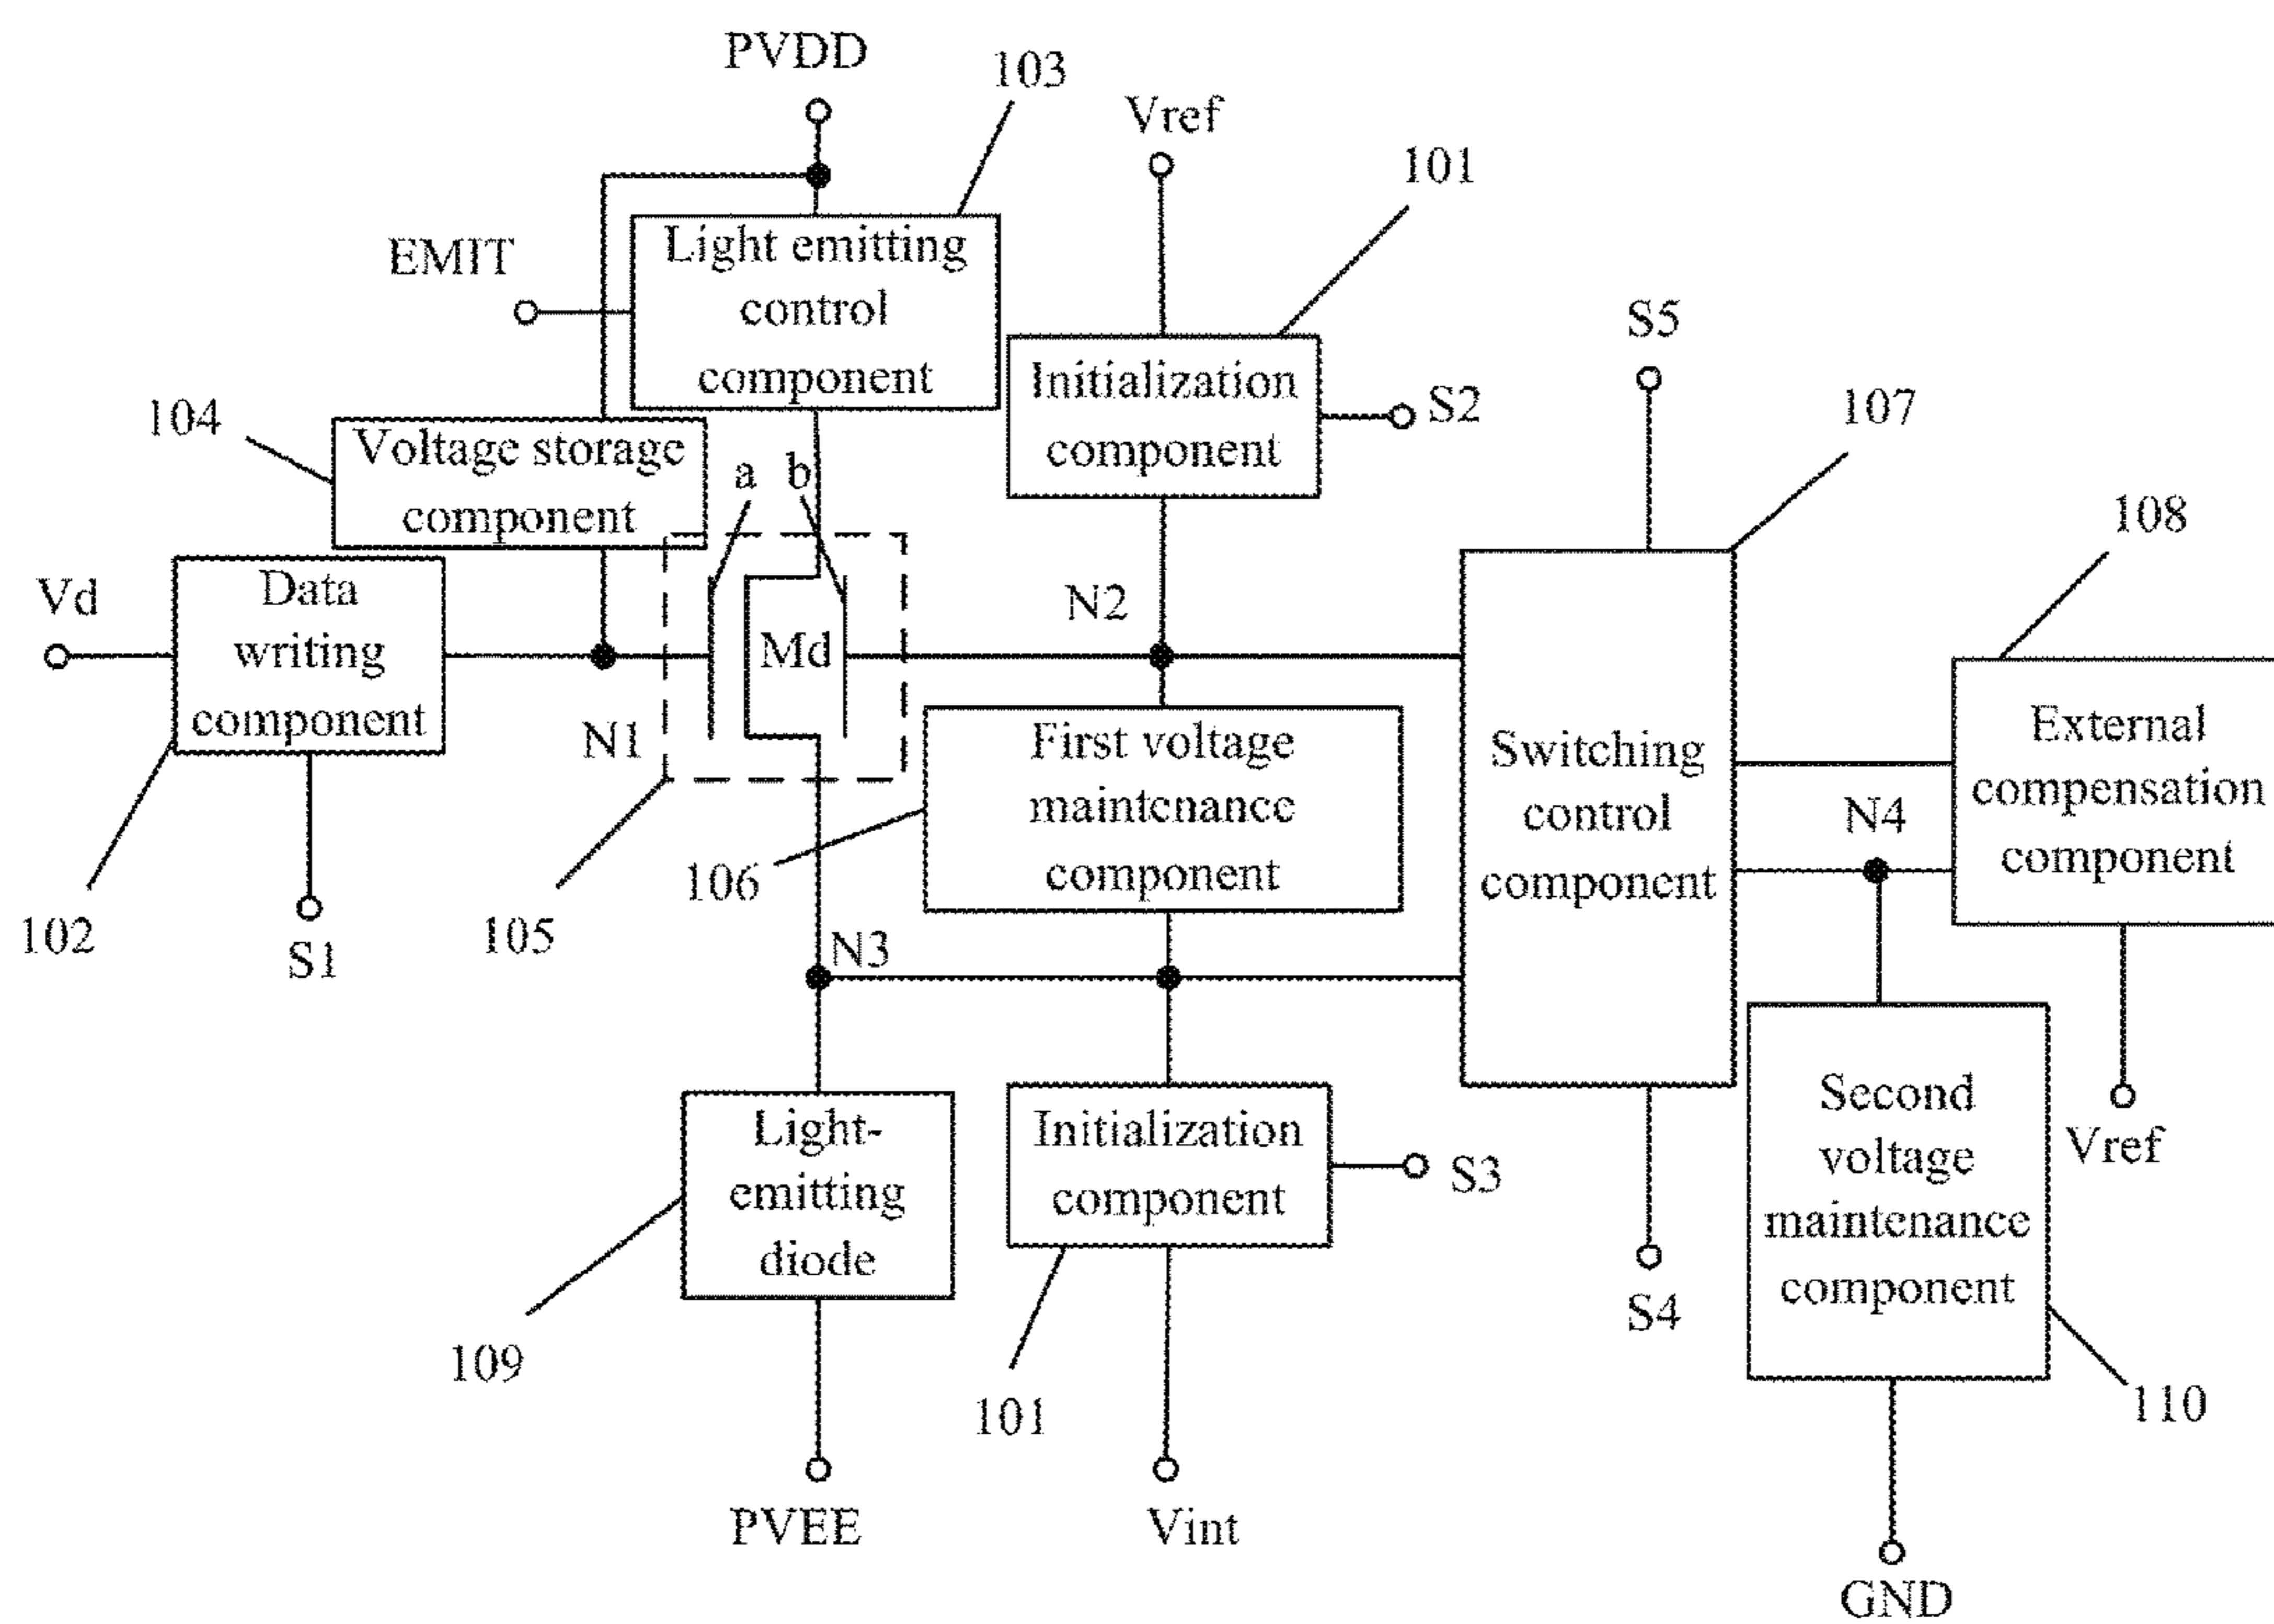 PVDD
103
Vref
101
EMIT
Light emitting
control
component
S5
Initialization
component
S2
107
104
Voltage storage
component
a
b
108
Vd
Data
writing
component
N2
Md
N1
First voltage
maintenance
component
Switching
control
component
External
compensation
component
N4
106
102
S1
105
N3
Light-
emitting
diode
Initialization
component
S3
Second
voltage
maintenance
component
Vref
S4
109
101
110
PVEE
Vint
GND